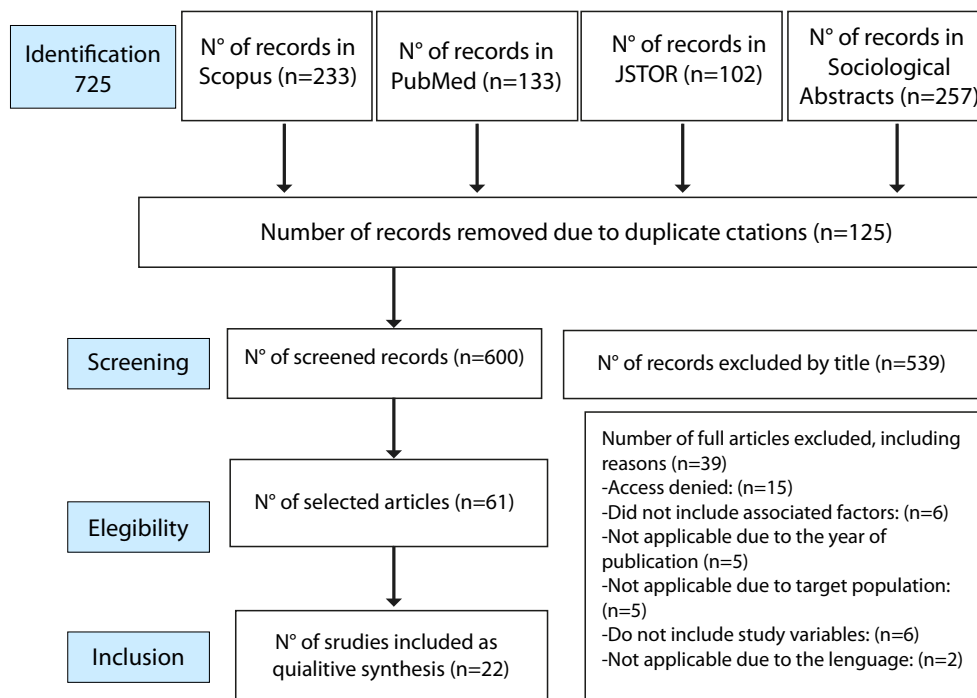 Identification
725
N° of records in
Scopus (n=233)
N° of records in
PubMed (n=133)
N° of records in
JSTOR (n=102)
N° of records in
Sociological
Abstracts (n=257)
Number of records removed due to duplicate ctations (n=125)
Screening
N° of screened records (n=600)
N° of records excluded by title (n=539)
Elegibility
N° of selected articles (n=61)
Number of full articles excluded, including
reasons (n=39)
-Access denied: (n=15)
-Did not include associated factors: (n=6)
-Not applicable due to the year of
publication (n=5)
-Not applicable due to target population:
(n=5)
-Do not include study variables: (n=6)
-Not applicable due to the lenguage: (n=2)
Inclusion
N° of srudies included as
quialitive synthesis (n=22)